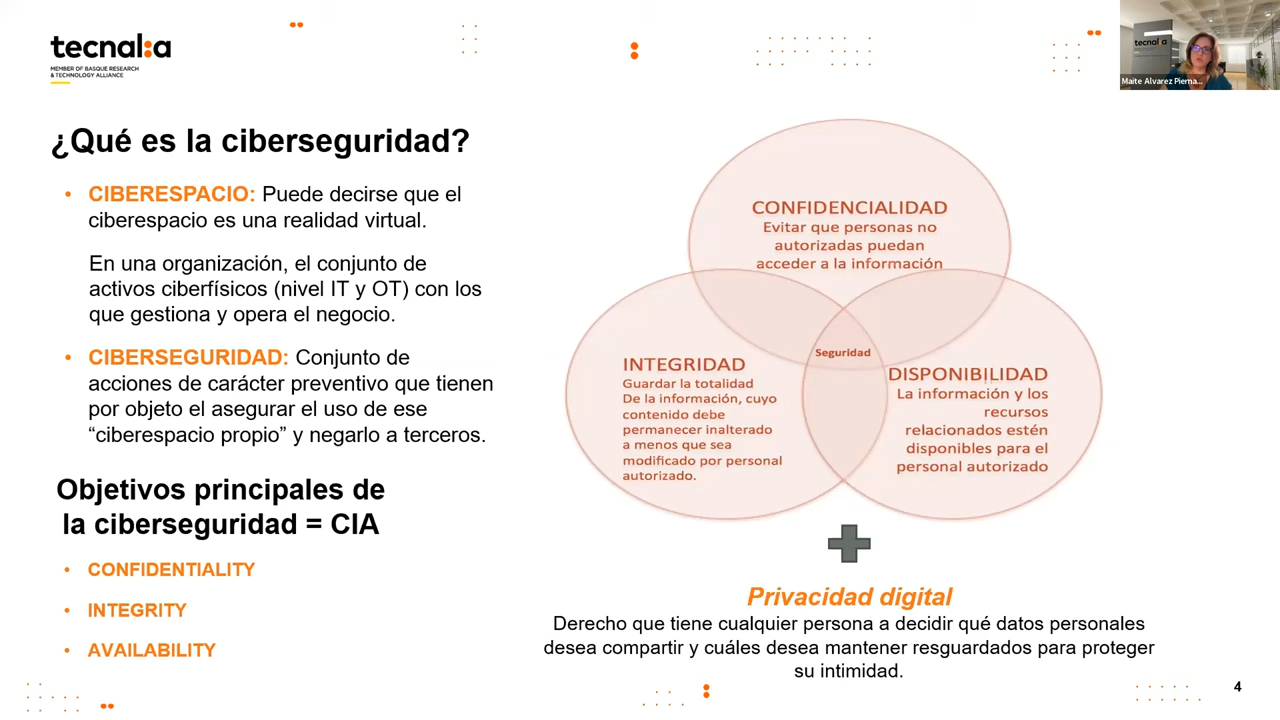 tecnal:a
MEMBER OF BASQUE RESEARCH
& TECHNOLOGY ALLIANCE
tecnal:a
Maite Alvarez Pierna...
¿Qué es la ciberseguridad?
• CIBERESPACIO: Puede decirse que el
ciberespacio es una realidad virtual.
En una organización, el conjunto de
activos ciberfísicos (nivel IT y OT) con los
que gestiona y opera el negocio.
• CIBERSEGURIDAD: Conjunto de
acciones de carácter preventivo que tienen
por objeto el asegurar el uso de ese
“ciberespacio propio” y negarlo a terceros.
Objetivos principales de
la ciberseguridad = CIA
• CONFIDENTIALITY
• INTEGRITY
• AVAILABILITY
CONFIDENCIALIDAD
Evitar que personas no
autorizadas puedan
acceder a la información
Seguridad
INTEGRIDAD
Guardar la totalidad
De la información, cuyo
contenido debe
permanecer inalterado
a menos que sea
modificado por personal
autorizado.
DISPONIBILIDAD
La información y los
recursos
relacionados estén
disponibles para el
personal autorizado
Privacidad digital
Derecho que tiene cualquier persona a decidir qué datos personales
desea compartir y cuáles desea mantener resguardados para proteger
su intimidad.
4